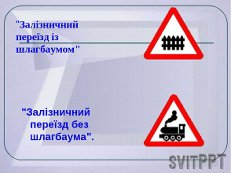 "Залізничний
переїзд із
шлагбаумом"
"Залізничний
переїзд без
шлагбаума".
SVITPPT